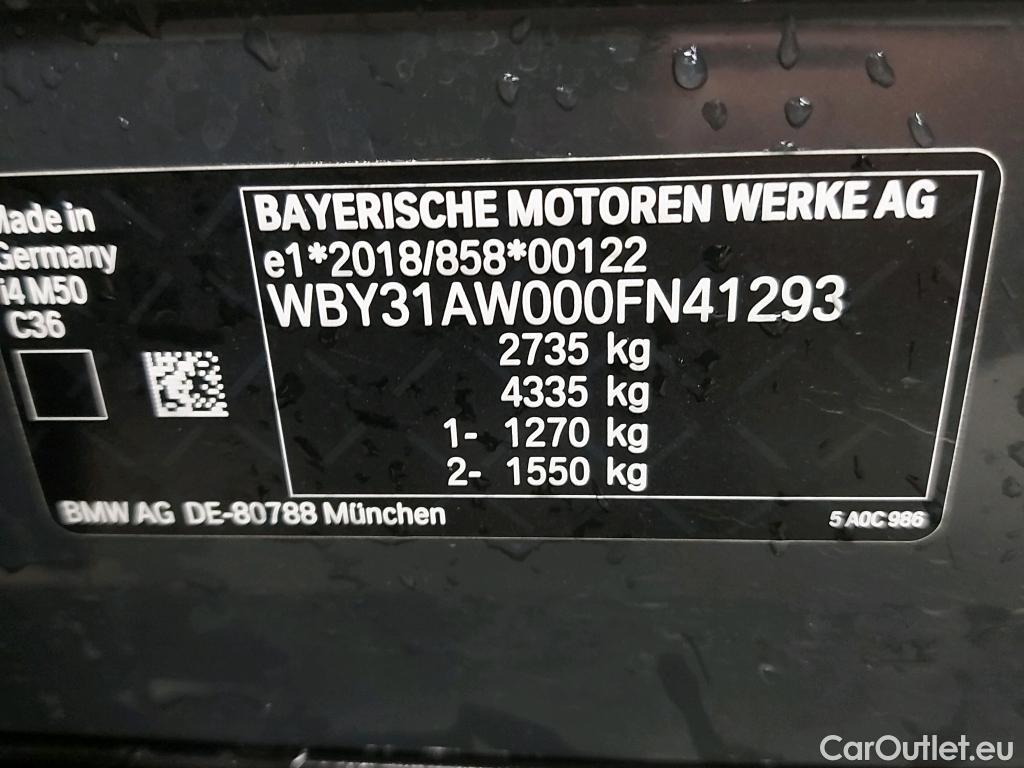 Made in
Germany
i4 M50
C36
BAYERISCHE MOTOREN WERKE AG
e1*2018/858*00122
WBY31AW000FN41293
2735 kg
4335 kg
1- 1270 kg
2- 1550 kg
BMW AG DE-80788 München
5 A0C 986
CarOutlet.eu